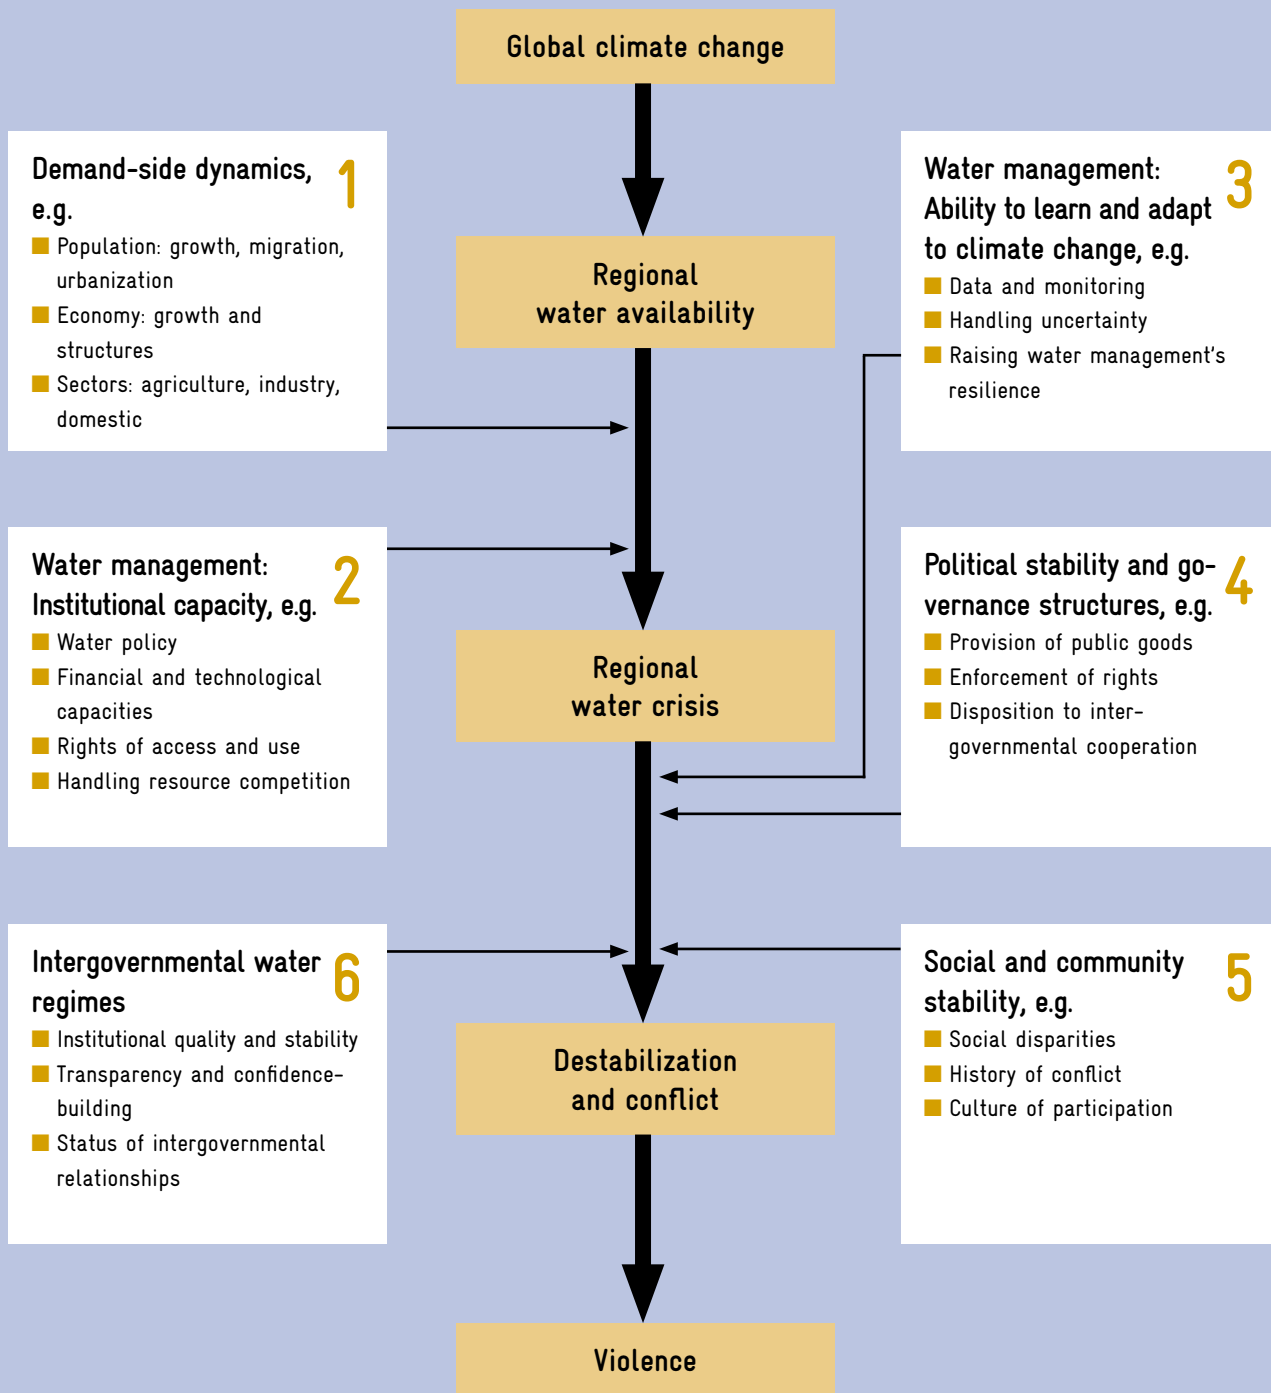 Global climate change
Demand-side dynamics,
e.g.
1
■ Population: growth, migration,
urbanization
■ Economy: growth and
structures
■ Sectors: agriculture, industry,
domestic
Regional
water availability
Water management:
Ability to learn and adapt
to climate change, e.g.
3
■ Data and monitoring
■ Handling uncertainty
■ Raising water management's
resilience
Water management:
Institutional capacity, e.g.
2
■ Water policy
■ Financial and technological
capacities
■ Rights of access and use
■ Handling resource competition
Regional
water crisis
Political stability and go-
vernance structures, e.g.
4
■ Provision of public goods
■ Enforcement of rights
■ Disposition to inter-
governmental cooperation
Intergovernmental water
regimes
6
■ Institutional quality and stability
■ Transparency and confidence-
building
■ Status of intergovernmental
relationships
Destabilization
and conflict
Social and community
stability, e.g.
5
■ Social disparities
■ History of conflict
■ Culture of participation
Violence